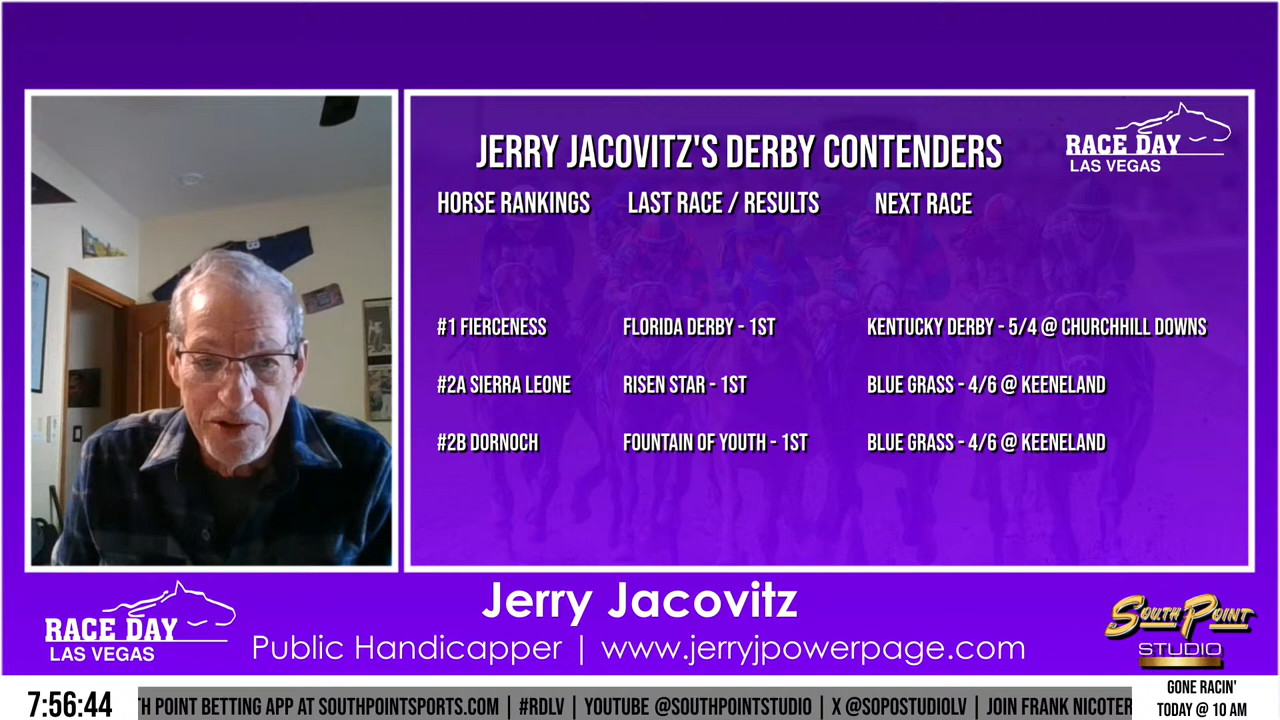 JERRY JACOVITZ'S DERBY CONTENDERS
RACE DAY
LAS VEGAS
HORSE RANKINGS LAST RACE / RESULTS NEXT RACE
#1 FIERCENESS FLORIDA DERBY - 1ST KENTUCKY DERBY - 5/4 @ CHURCHHILL DOWNS
#2A SIERRA LEONE RISEN STAR - 1ST BLUE GRASS - 4/6 @ KEENELAND
#2B DORNOCH FOUNTAIN OF YOUTH - 1ST BLUE GRASS - 4/6 @ KEENELAND
RACE DAY
LAS VEGAS
Jerry Jacovitz
Public Handicapper | www.jerryjpowerpage.com
SOUTH POINT
STUDIO
7:56:44
TH POINT BETTING APP AT SOUTHPOINTSPORTS.COM | #RDLV | YOUTUBE @SOUTHPOINTSTUDIO | X @SOPOSTUDIOLV | JOIN FRANK NICOTER
GONE RACIN'
TODAY @ 10 AM